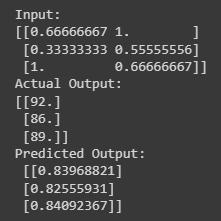 Input:
[[0.66666667 1.        ]
 [0.33333333 0.55555556]
 [1.         0.66666667]]
Actual Output:
[[92.]
 [86.]
 [89.]]
Predicted Output:
 [[0.83968821]
 [0.82555931]
 [0.84092367]]